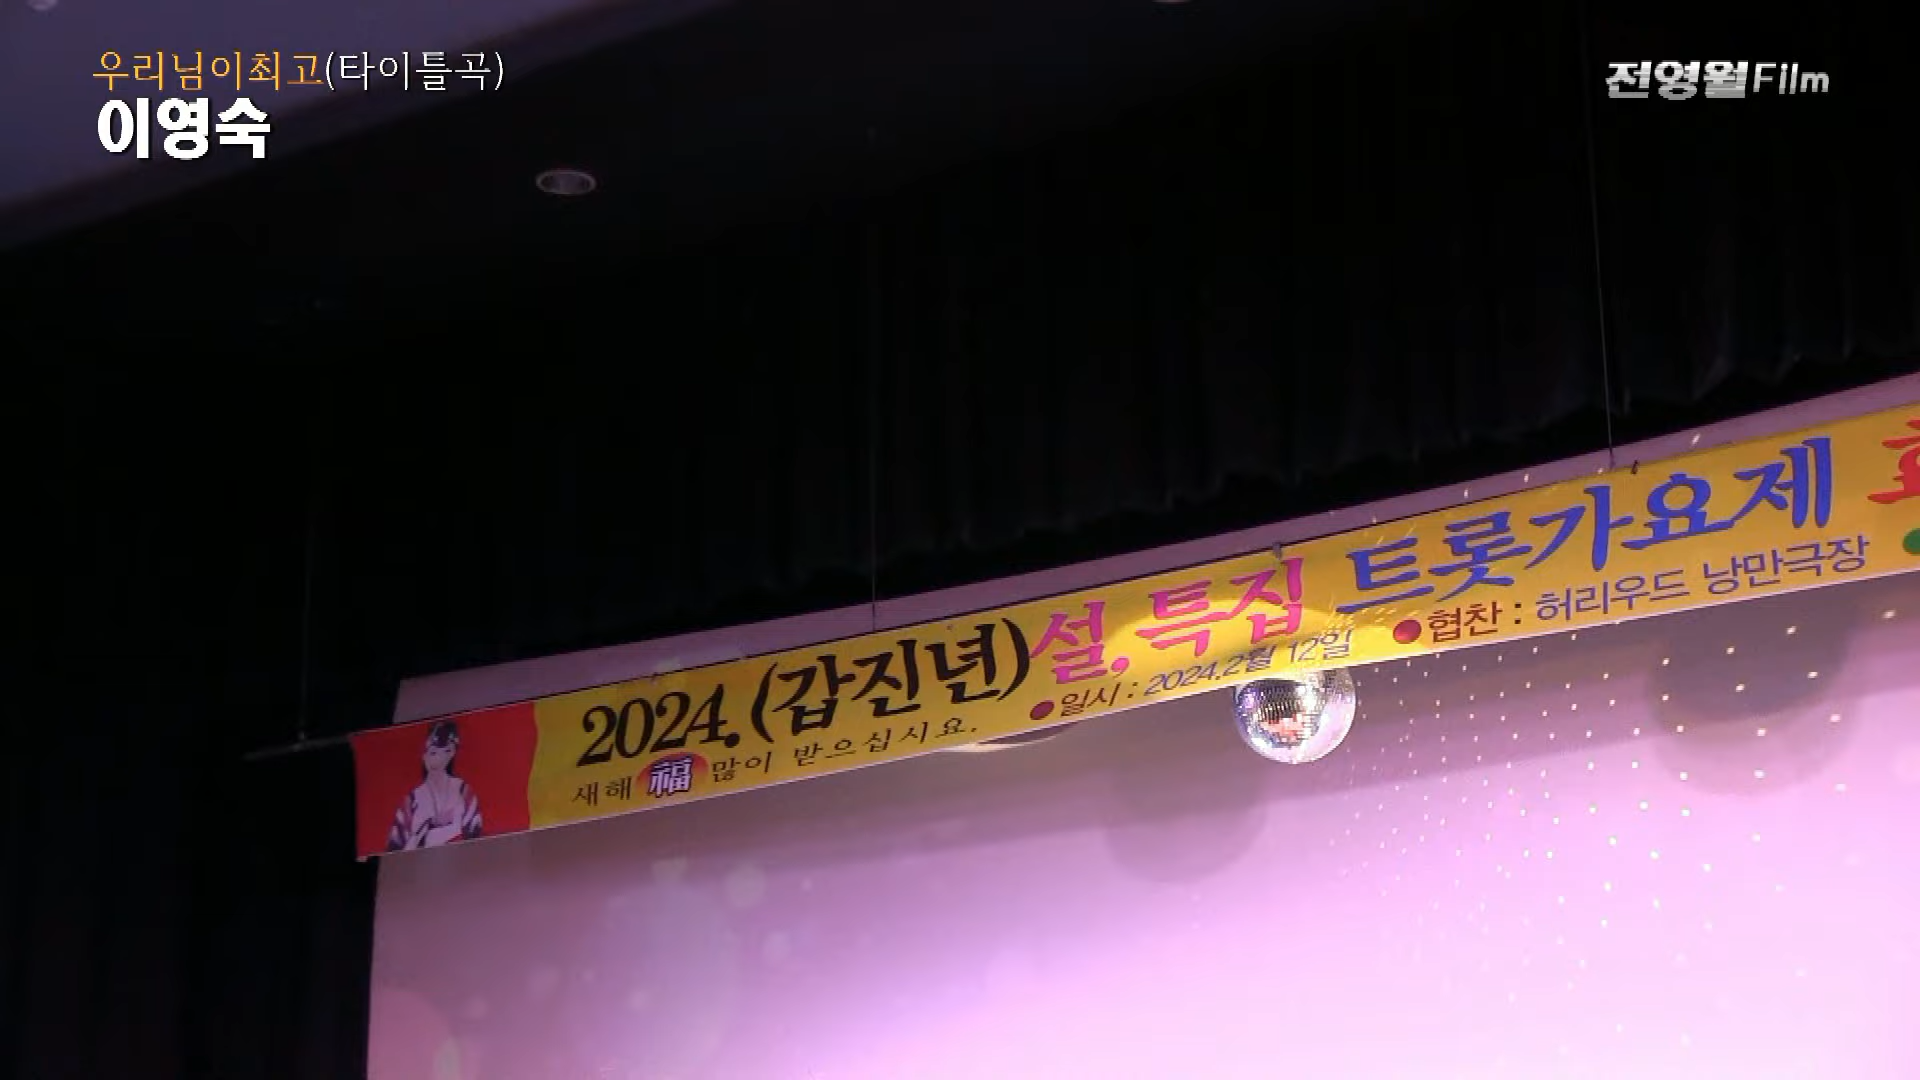 우리님이최고(타이틀곡)
이영숙
전영월Film
2024.(갑진년)설,특집 트롯가요제
새해 福 많이 받으십시요.
●일시 : 2024.2월 12일
●협찬 : 허리우드 낭만극장